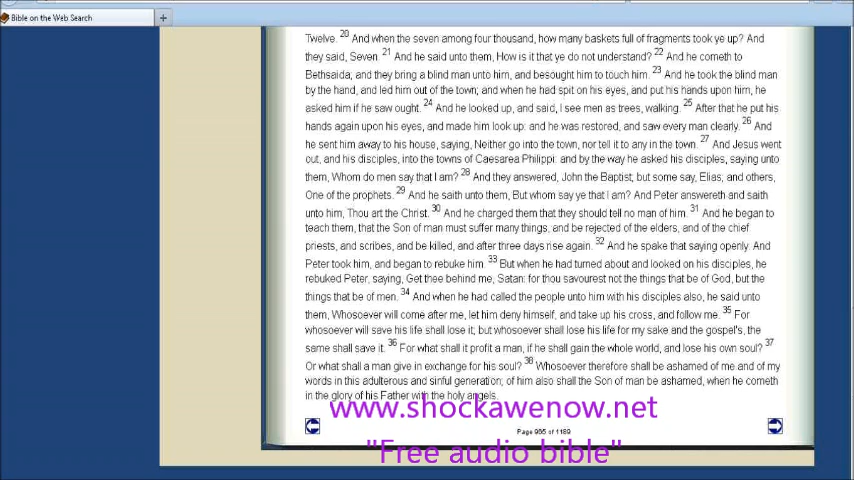 Bible on the Web Search
Twelve. 20 And when the seven among four thousand, how many baskets full of fragments took ye up? And
they said, Seven. 21 And he said unto them, How is it that ye do not understand? 22 And he cometh to
Bethsaida; and they bring a blind man unto him, and besought him to touch him. 23 And he took the blind man
by the hand, and led him out of the town; and when he had spit on his eyes, and put his hands upon him, he
asked him if he saw ought. 24 And he looked up, and said, I see men as trees, walking. 25 After that he put his
hands again upon his eyes, and made him look up: and he was restored, and saw every man clearly. 26 And
he sent him away to his house, saying, Neither go into the town, nor tell it to any in the town. 27 And Jesus went
out, and his disciples, into the towns of Caesarea Philippi: and by the way he asked his disciples, saying unto
them, Whom do men say that I am? 28 And they answered, John the Baptist; but some say, Elias; and others,
One of the prophets. 29 And he saith unto them, But whom say ye that I am? And Peter answereth and saith
unto him, Thou art the Christ. 30 And he charged them that they should tell no man of him. 31 And he began to
teach them, that the Son of man must suffer many things, and be rejected of the elders, and of the chief
priests, and scribes, and be killed, and after three days rise again. 32 And he spake that saying openly. And
Peter took him, and began to rebuke him. 33 But when he had turned about and looked on his disciples, he
rebuked Peter, saying, Get thee behind me, Satan: for thou savourest not the things that be of God, but the
things that be of men. 34 And when he had called the people unto him with his disciples also, he said unto
them, Whosoever will come after me, let him deny himself, and take up his cross, and follow me. 35 For
whosoever will save his life shall lose it; but whosoever shall lose his life for my sake and the gospel's, the
same shall save it. 36 For what shall it profit a man, if he shall gain the whole world, and lose his own soul? 37
Or what shall a man give in exchange for his soul? 38 Whosoever therefore shall be ashamed of me and of my
words in this adulterous and sinful generation; of him also shall the Son of man be ashamed, when he cometh
in the glory of his Father with the holy angels.
www.shockawenow.net
Page 955 of 1189
"Free audio bible"